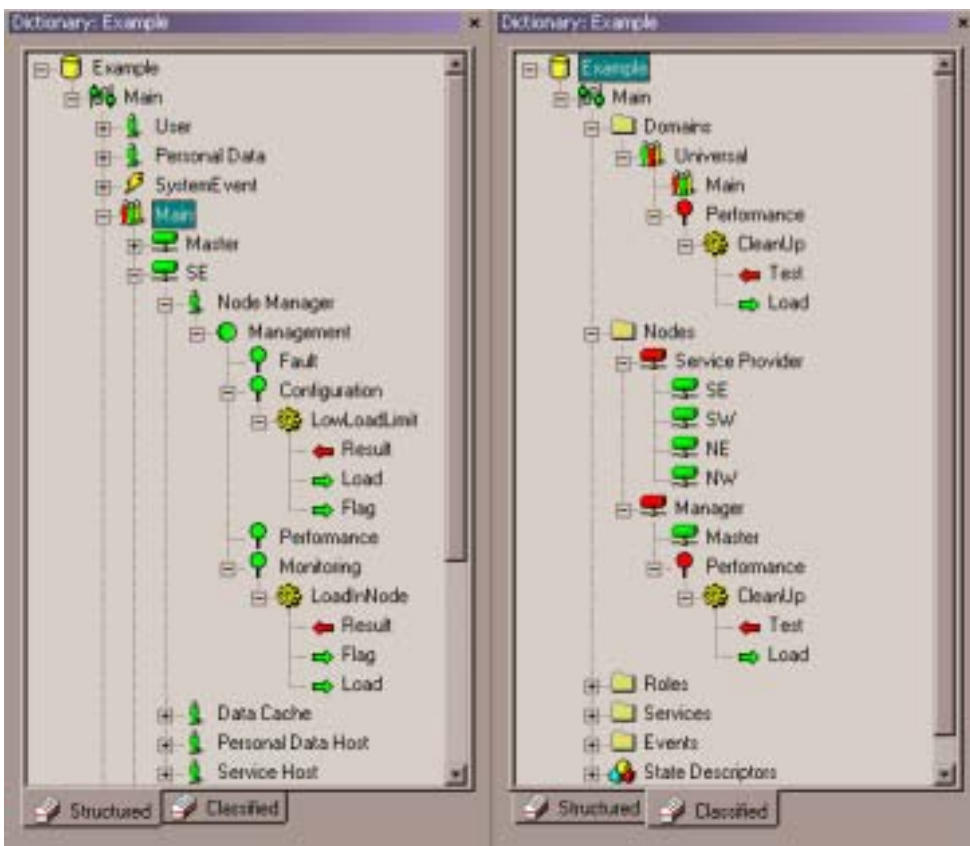 Dictionary: Example
Example
Main
User
Personal Data
SystemEvent
Main
Master
SE
Node Manager
Management
Fault
Configuration
LowLoadLimit
Result
Load
Flag
Performance
Monitoring
LoadInNode
Result
Flag
Load
Data Cache
Personal Data Host
Service Host
Structured
Classified
Dictionary: Example
Example
Main
Domains
Universal
Main
Performance
CleanUp
Test
Load
Nodes
Service Provider
SE
SW
NE
NW
Manager
Master
Performance
CleanUp
Test
Load
Roles
Services
Events
State Descriptors
Structured
Classified